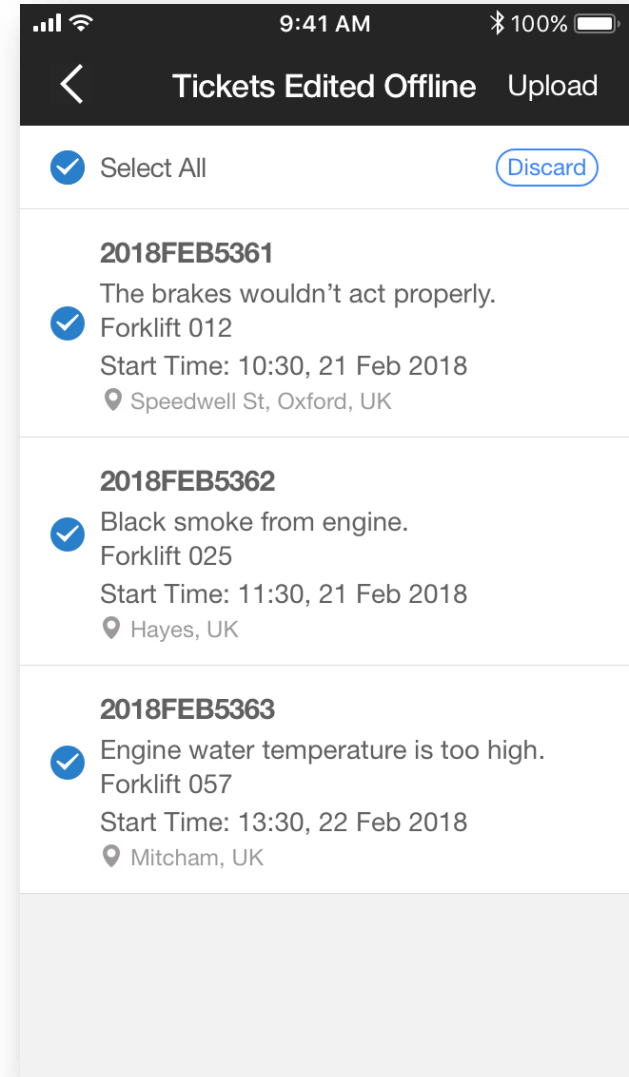 9:41 AM 100%
Tickets Edited Offline Upload
Select All Discard
2018FEB5361
The brakes wouldn’t act properly.
Forklift 012
Start Time: 10:30, 21 Feb 2018
Speedwell St, Oxford, UK
2018FEB5362
Black smoke from engine.
Forklift 025
Start Time: 11:30, 21 Feb 2018
Hayes, UK
2018FEB5363
Engine water temperature is too high.
Forklift 057
Start Time: 13:30, 22 Feb 2018
Mitcham, UK